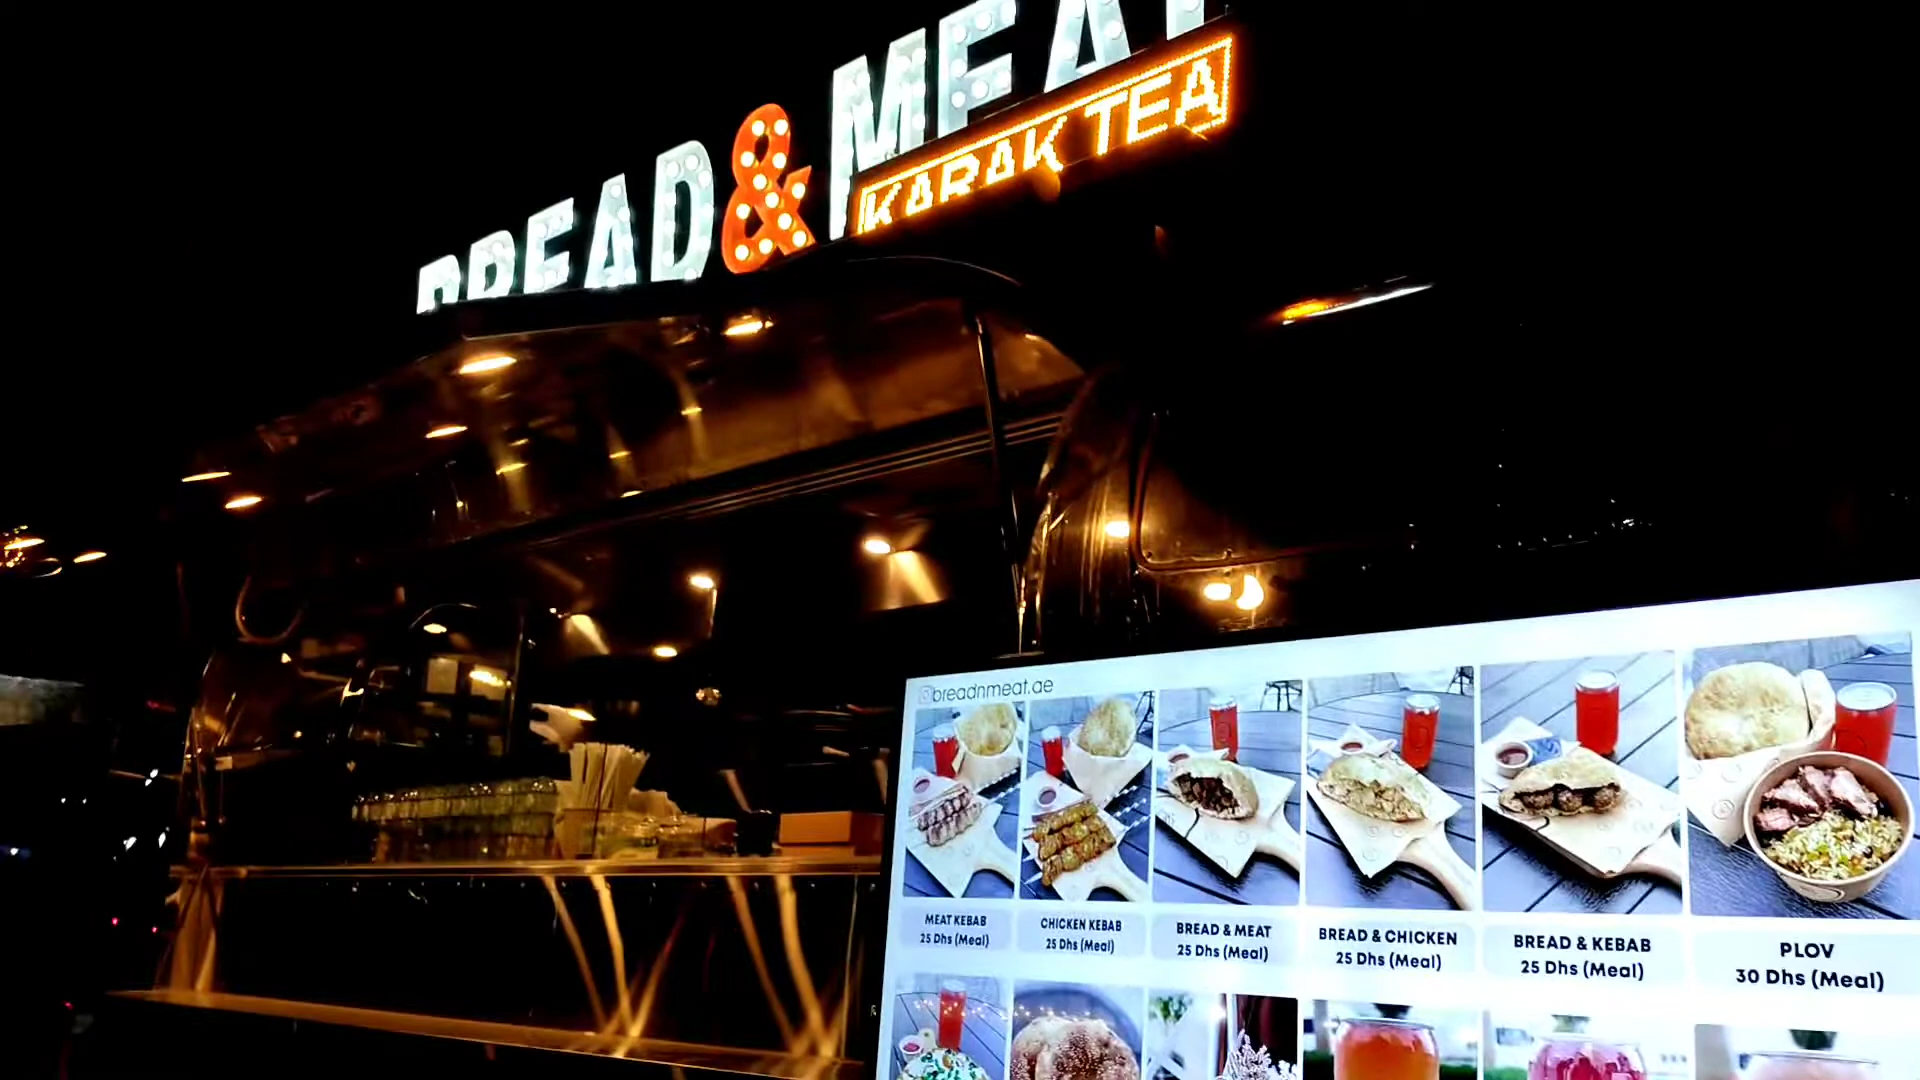 BREAD & MEAT
KARAK TEA
breadnmeat.ae
MEAT KEBAB
25 Dhs (Meal)
CHICKEN KEBAB
25 Dhs (Meal)
BREAD & MEAT
25 Dhs (Meal)
BREAD & CHICKEN
25 Dhs (Meal)
BREAD & KEBAB
25 Dhs (Meal)
PLOV
30 Dhs (Meal)